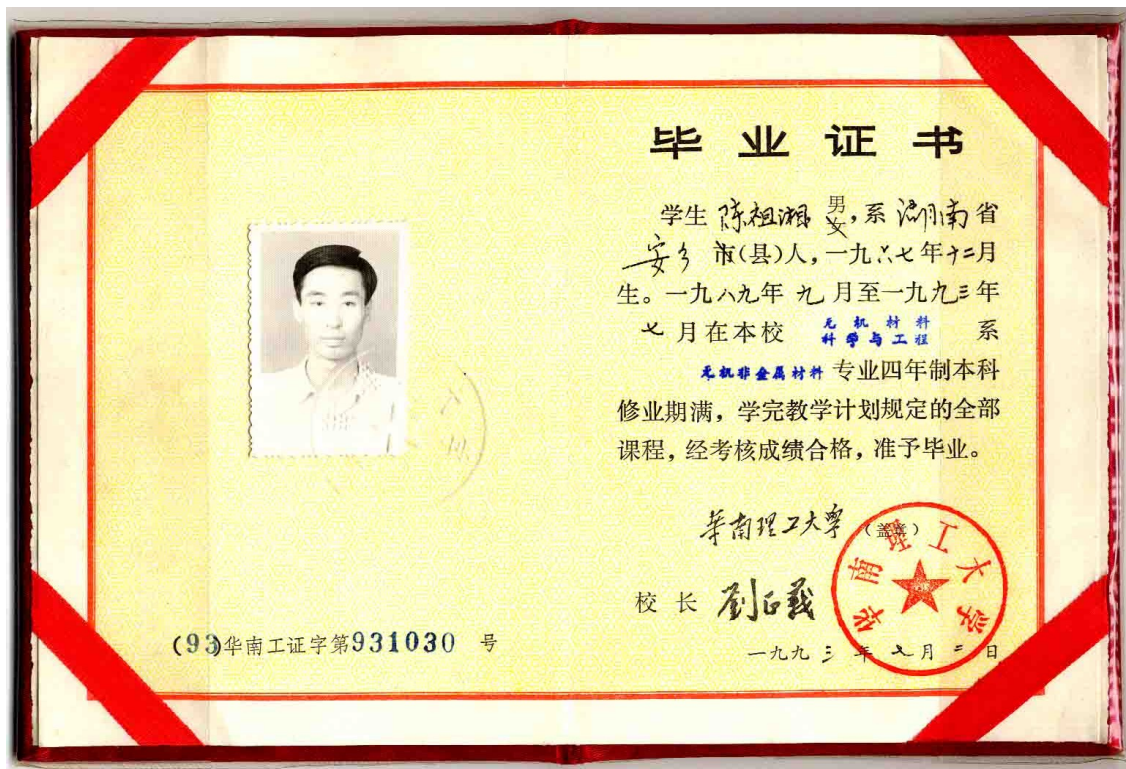 毕业证书
学生 陈祖湘 男女，系 湖南 省
安乡 市(县)人，一九六七年十二月
生。一九八九年 九 月至一九九三年
七 月在本校 无机材料科学与工程 系
无机非金属材料 专业四年制本科
修业期满，学完教学计划规定的全部
课程，经考核成绩合格，准予毕业。
华南理工大学 (盖章)
华南理工大学
校 长 刘正义
(93)华南工证字第931030 号
一九九三年七月二日